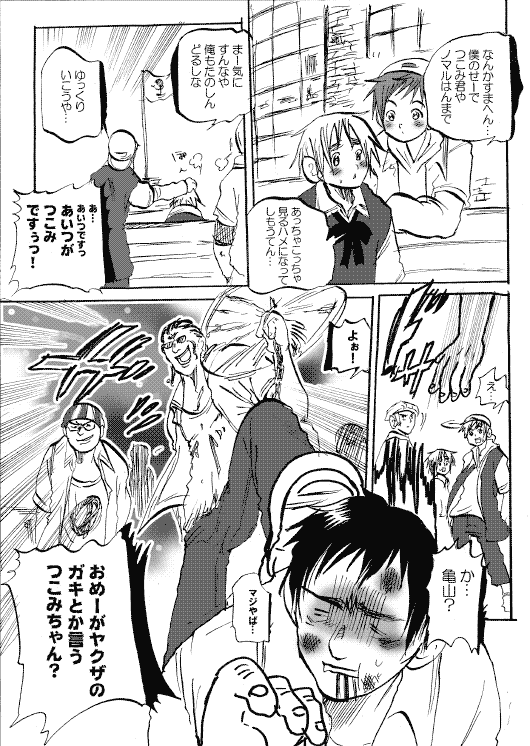 なんかすまへん…
僕のせーで
つこみ君や
ノマルはんまで
あっちゃこっちゃ
見るハメになって
しもうてん…
まー気に
すんなや
俺もたのしん
どるしな
ゆっくり
いこうや…
あ…
あいつですっ
あいつが
つこみ
ですぅっ！
え…
か…
亀山？
よぉ！
マジやば…
おめーがヤクザの
ガキとか言う
つこみちゃん？